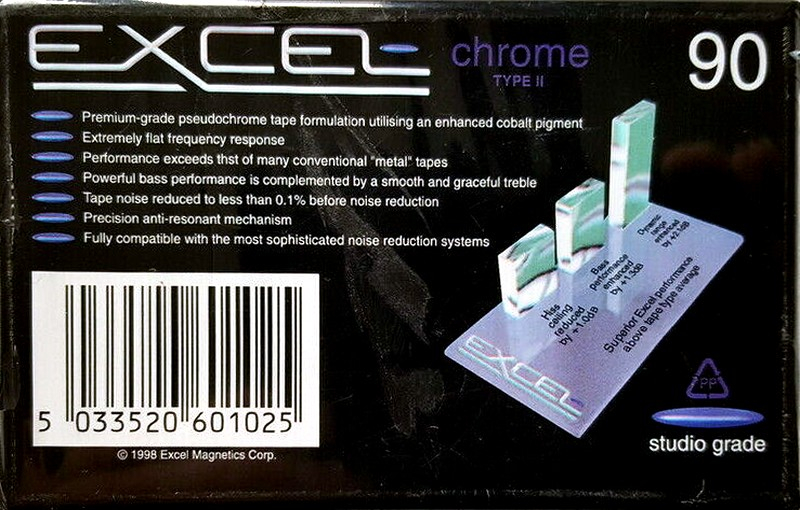 EXCEL chrome 90
TYPE II
Premium-grade pseudochrome tape formulation utilising an enhanced cobalt pigment
Extremely flat frequency response
Performance exceeds thst of many conventional "metal" tapes
Powerful bass performance is complemented by a smooth and graceful treble
Tape noise reduced to less than 0.1% before noise reduction
Precision anti-resonant mechanism
Fully compatible with the most sophisticated noise reduction systems
Dynamic
range
enhanced
by +2.1dB
Bass
performance
enhanced
by +1.3dB
Hiss
ceiling
reduced
by +1.0dB
Superior Excel performance
above tape type average
EXCEL
PP
studio grade
5 033520 601025
© 1998 Excel Magnetics Corp.